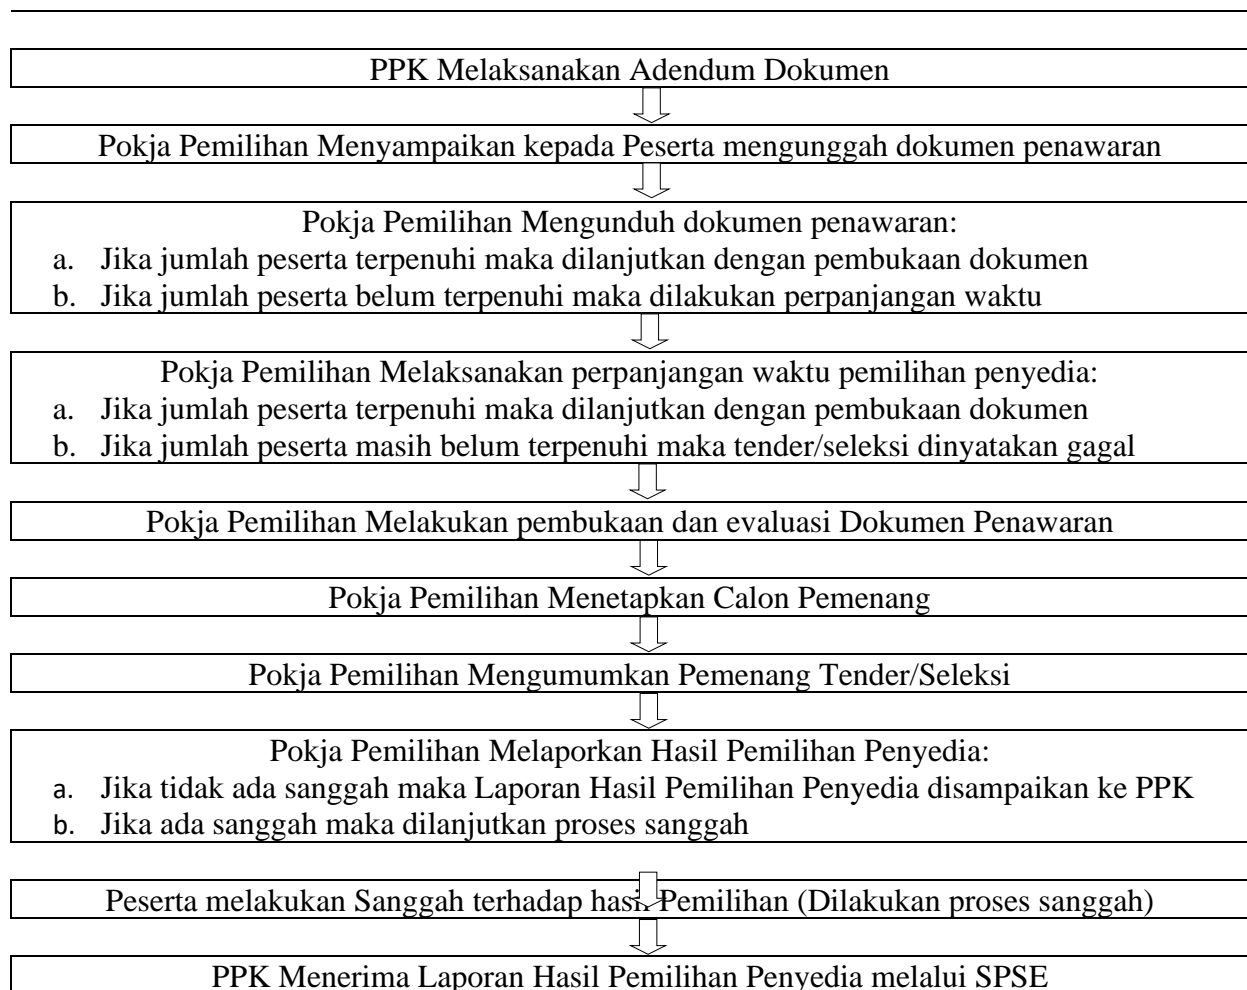 PPK Melaksanakan Adendum Dokumen
Pokja Pemilihan Menyampaikan kepada Peserta mengunggah dokumen penawaran
Pokja Pemilihan Mengunduh dokumen penawaran:
a. Jika jumlah peserta terpenuhi maka dilanjutkan dengan pembukaan dokumen
b. Jika jumlah peserta belum terpenuhi maka dilakukan perpanjangan waktu
Pokja Pemilihan Melaksanakan perpanjangan waktu pemilihan penyedia:
a. Jika jumlah peserta terpenuhi maka dilanjutkan dengan pembukaan dokumen
b. Jika jumlah peserta masih belum terpenuhi maka tender/seleksi dinyatakan gagal
Pokja Pemilihan Melakukan pembukaan dan evaluasi Dokumen Penawaran
Pokja Pemilihan Menetapkan Calon Pemenang
Pokja Pemilihan Mengumumkan Pemenang Tender/Seleksi
Pokja Pemilihan Melaporkan Hasil Pemilihan Penyedia:
a. Jika tidak ada sanggah maka Laporan Hasil Pemilihan Penyedia disampaikan ke PPK
b. Jika ada sanggah maka dilanjutkan proses sanggah
Peserta melakukan Sanggah terhadap hasil Pemilihan (Dilakukan proses sanggah)
PPK Menerima Laporan Hasil Pemilihan Penyedia melalui SPSE